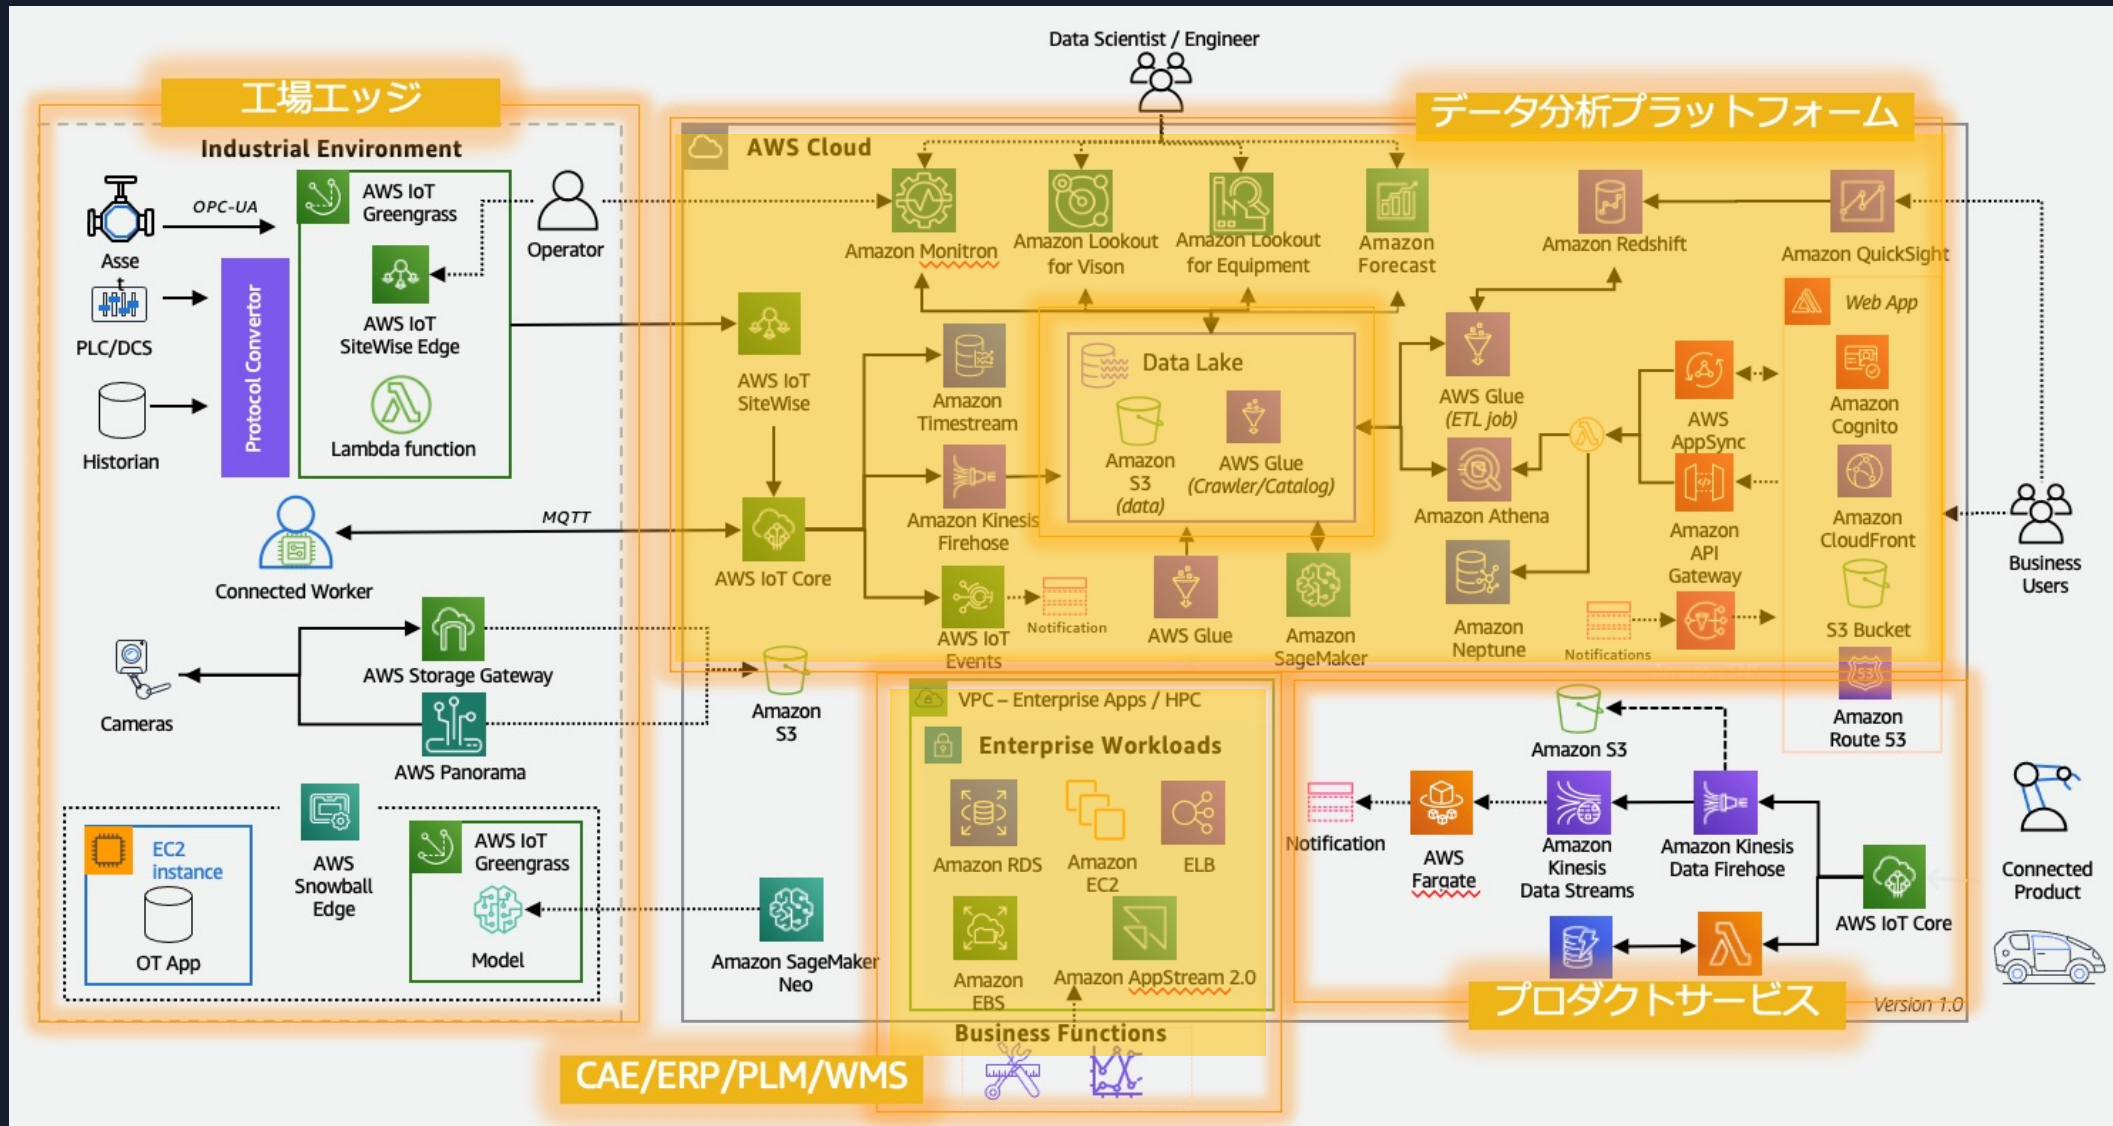 Data Scientist / Engineer
工場エッジ
データ分析プラットフォーム
Industrial Environment
OPC-UA
Asse
t
PLC/DCS
Historian
Protocol Convertor
AWS IoT
Greengrass
AWS IoT
SiteWise Edge
Lambda function
Operator
MQTT
Connected Worker
Cameras
AWS Storage Gateway
AWS Panorama
EC2
instance
OT App
AWS
Snowball
Edge
AWS IoT
Greengrass
Model
AWS Cloud
Amazon Monitron
Amazon Lookout
for Vison
Amazon Lookout
for Equipment
Amazon
Forecast
Amazon Redshift
Amazon QuickSight
AWS IoT
SiteWise
AWS IoT Core
Amazon
Timestream
Amazon Kinesis
Firehose
AWS IoT
Events
Notification
Data Lake
Amazon
S3
(data)
AWS Glue
(Crawler/Catalog)
AWS Glue
Amazon
SageMaker
AWS Glue
(ETL job)
Amazon Athena
Amazon
Neptune
AWS
AppSync
Amazon
API
Gateway
Notifications
Web App
Amazon
Cognito
Amazon
CloudFront
S3 Bucket
53
Amazon
Route 53
Business
Users
Amazon
S3
Amazon SageMaker
Neo
VPC – Enterprise Apps / HPC
Enterprise Workloads
Amazon RDS
Amazon
EC2
ELB
Amazon
EBS
Amazon AppStream 2.0
Business Functions
CAE/ERP/PLM/WMS
Amazon S3
Notification
AWS
Fargate
Amazon
Kinesis
Data Streams
Amazon Kinesis
Data Firehose
AWS IoT Core
Connected
Product
プロダクトサービス
Version 1.0